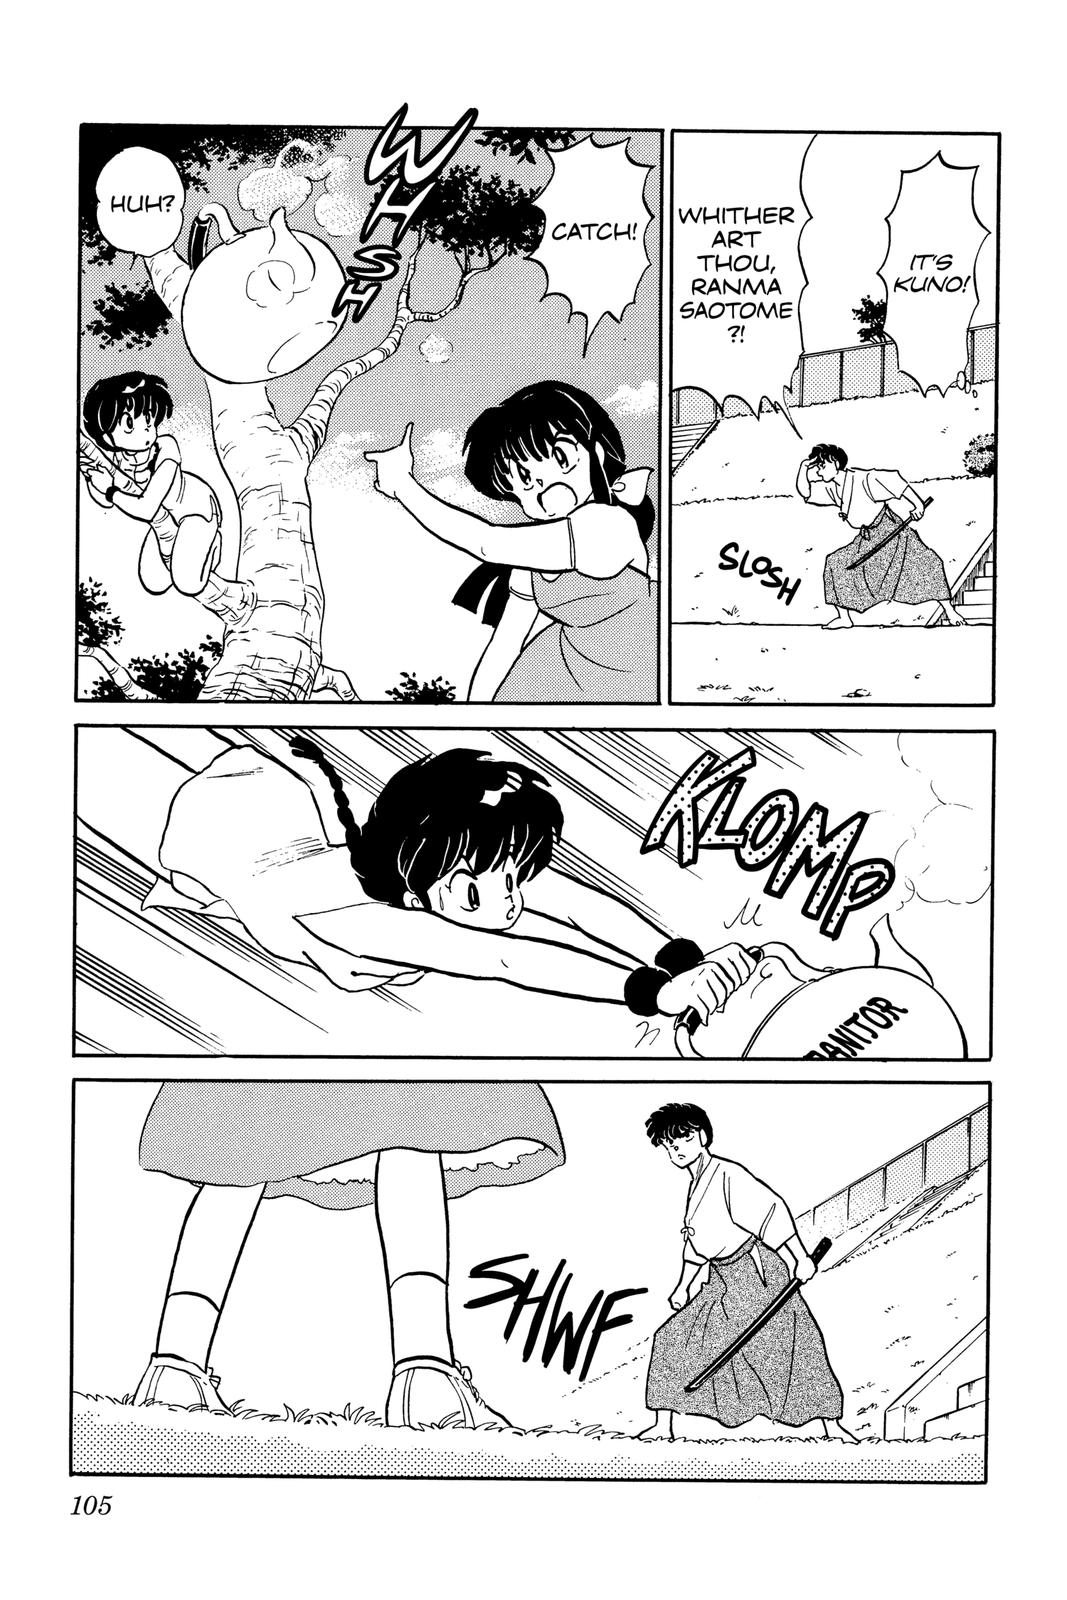 HUH?
WHSH
CATCH!
WHITHER
ART
THOU,
RANMA
SAOTOME
?!
IT'S
KUNO!
SLOSH
KLOMP
JANITOR
SHWF
105